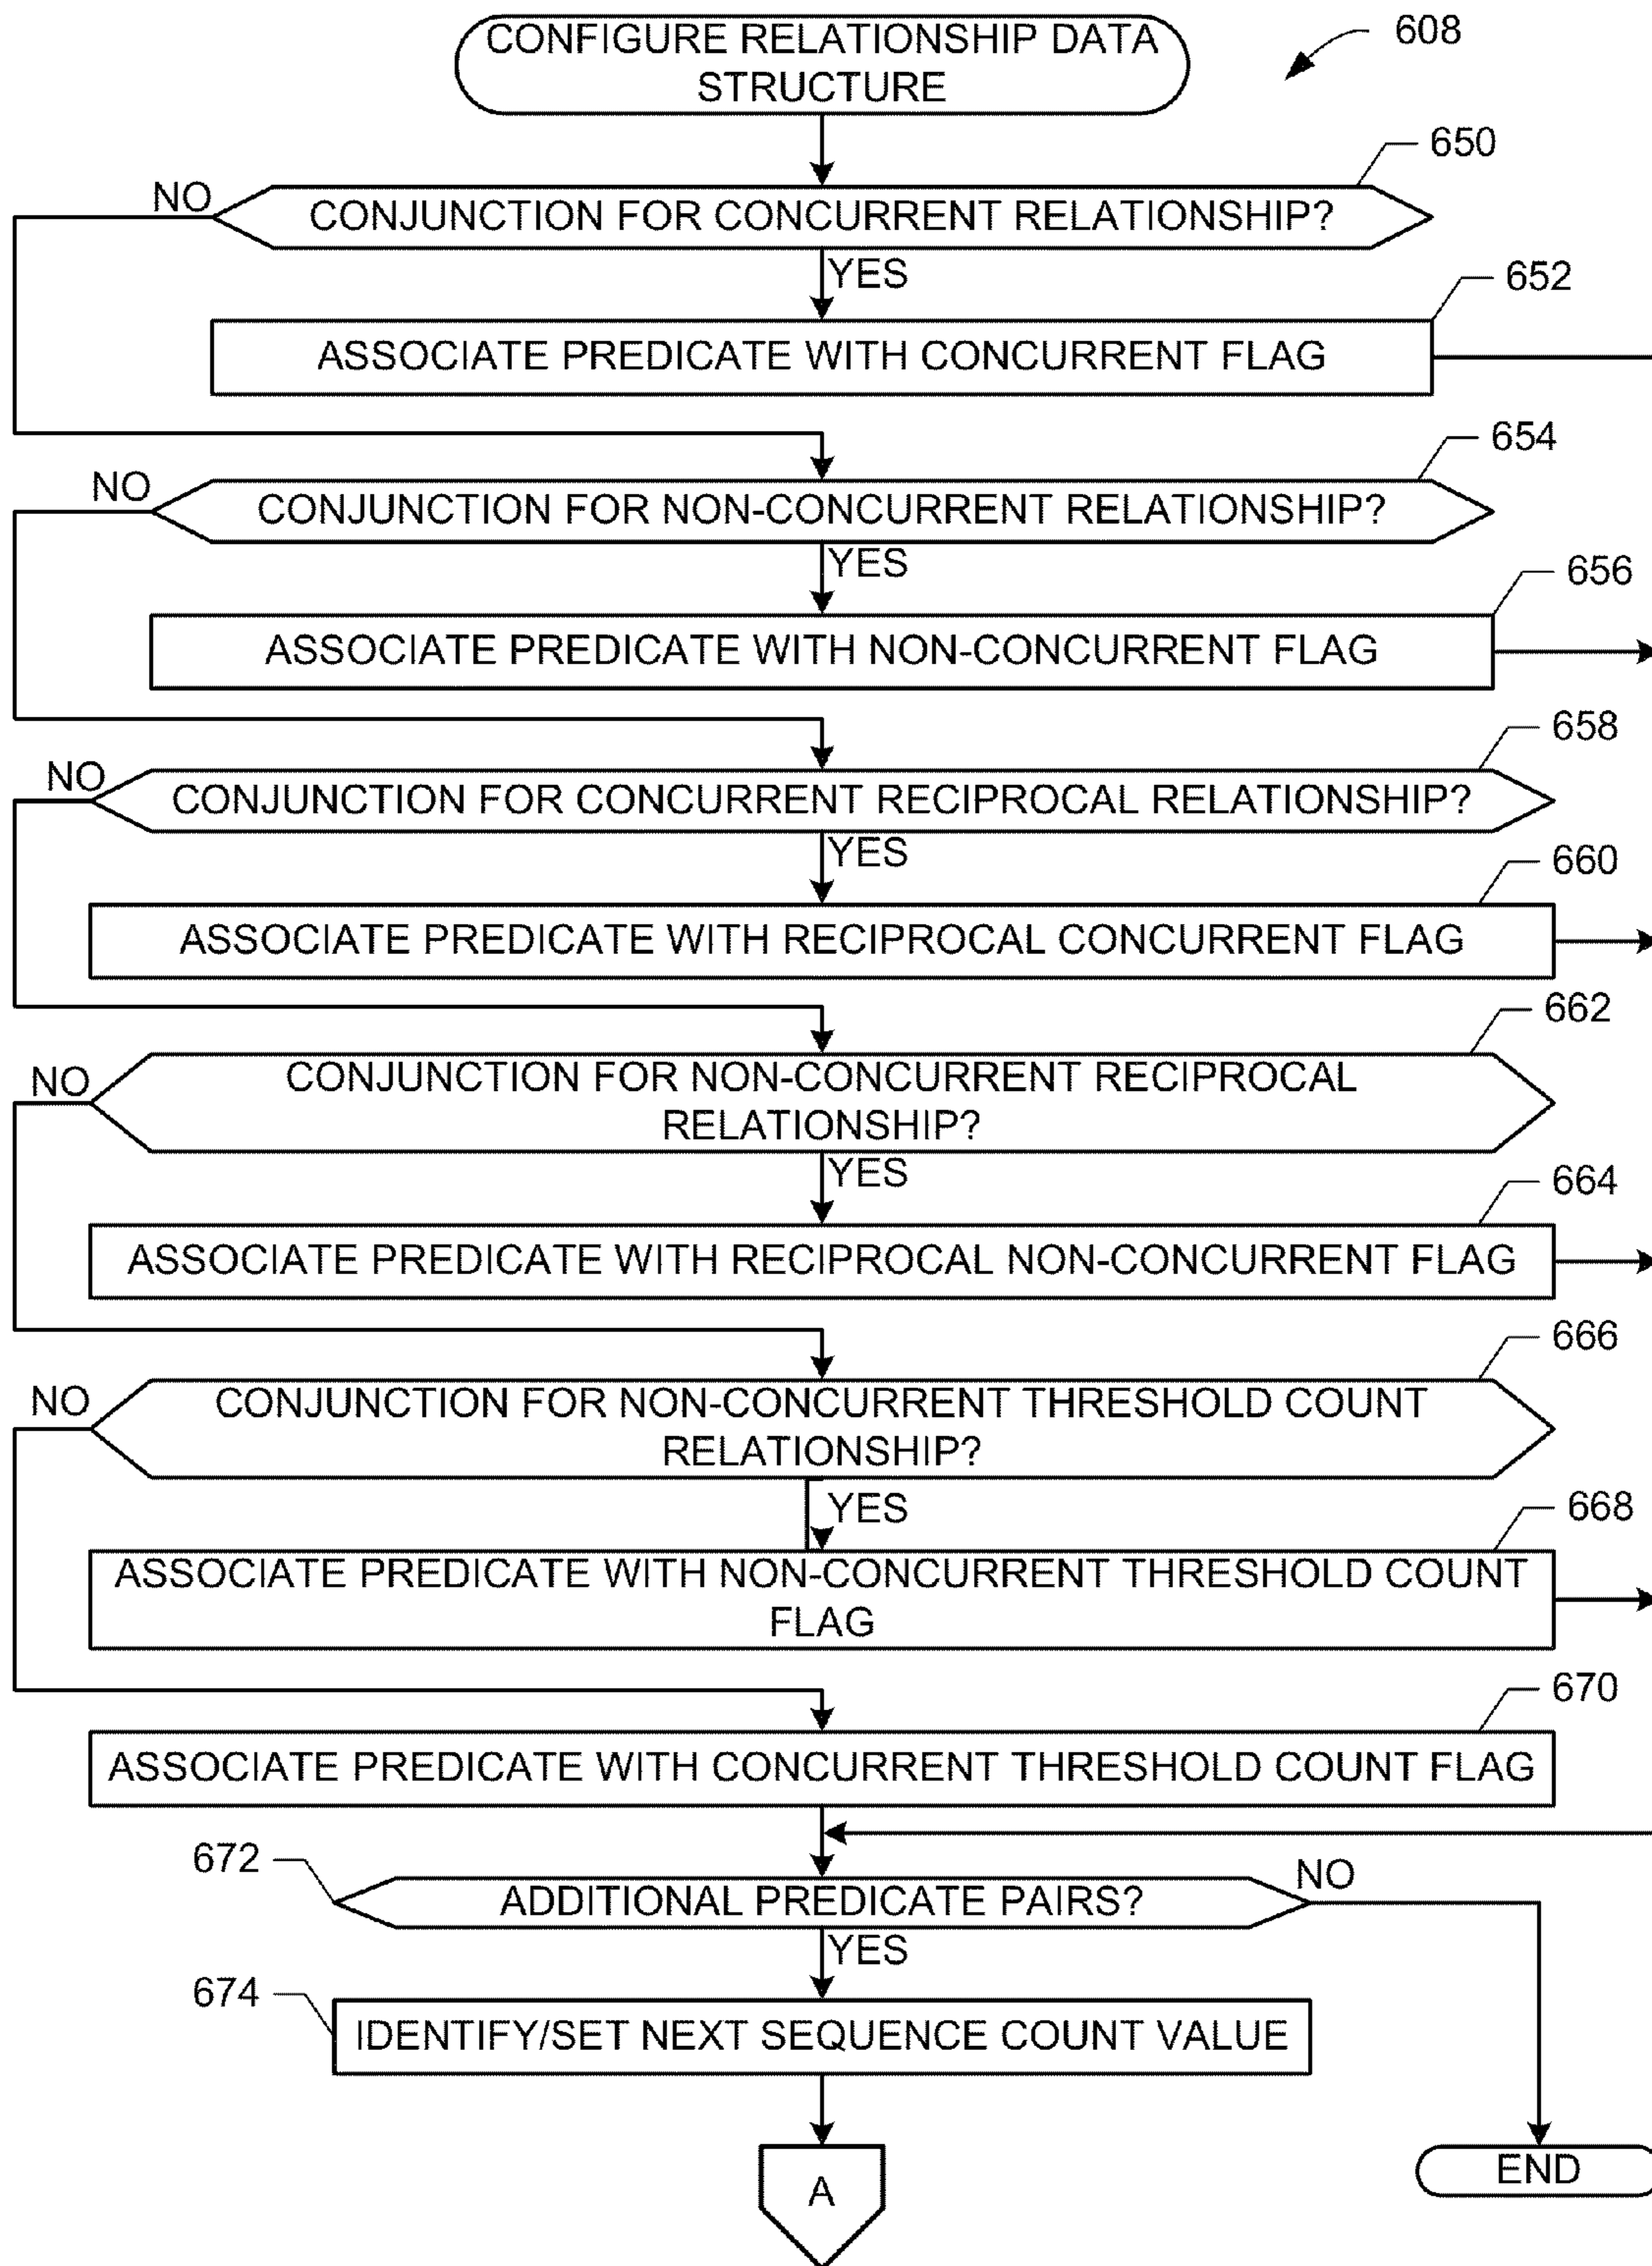 CONFIGURE RELATIONSHIP DATA
STRUCTURE
608
650
NO
CONJUNCTION FOR CONCURRENT RELATIONSHIP?
YES
652
ASSOCIATE PREDICATE WITH CONCURRENT FLAG
654
NO
CONJUNCTION FOR NON-CONCURRENT RELATIONSHIP?
YES
656
ASSOCIATE PREDICATE WITH NON-CONCURRENT FLAG
658
NO
CONJUNCTION FOR CONCURRENT RECIPROCAL RELATIONSHIP?
YES
660
ASSOCIATE PREDICATE WITH RECIPROCAL CONCURRENT FLAG
662
NO
CONJUNCTION FOR NON-CONCURRENT RECIPROCAL
RELATIONSHIP?
YES
664
ASSOCIATE PREDICATE WITH RECIPROCAL NON-CONCURRENT FLAG
666
NO
CONJUNCTION FOR NON-CONCURRENT THRESHOLD COUNT
RELATIONSHIP?
YES
668
ASSOCIATE PREDICATE WITH NON-CONCURRENT THRESHOLD COUNT
FLAG
670
ASSOCIATE PREDICATE WITH CONCURRENT THRESHOLD COUNT FLAG
672
NO
ADDITIONAL PREDICATE PAIRS?
YES
674
IDENTIFY/SET NEXT SEQUENCE COUNT VALUE
A
END